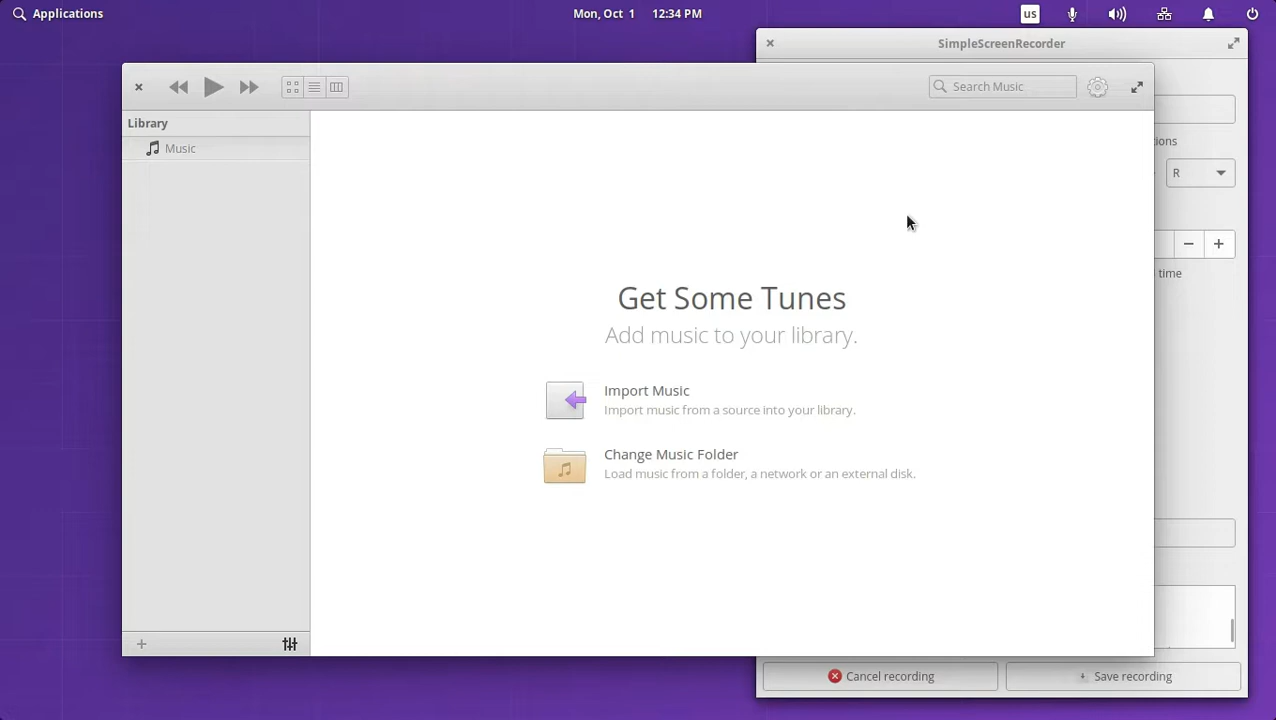 Applications
Mon, Oct 1 12:34 PM
us
SimpleScreenRecorder
Search Music
Library
Music
tions
R
time
Get Some Tunes
Add music to your library.
Import Music
Import music from a source into your library.
Change Music Folder
Load music from a folder, a network or an external disk.
Cancel recording
Save recording